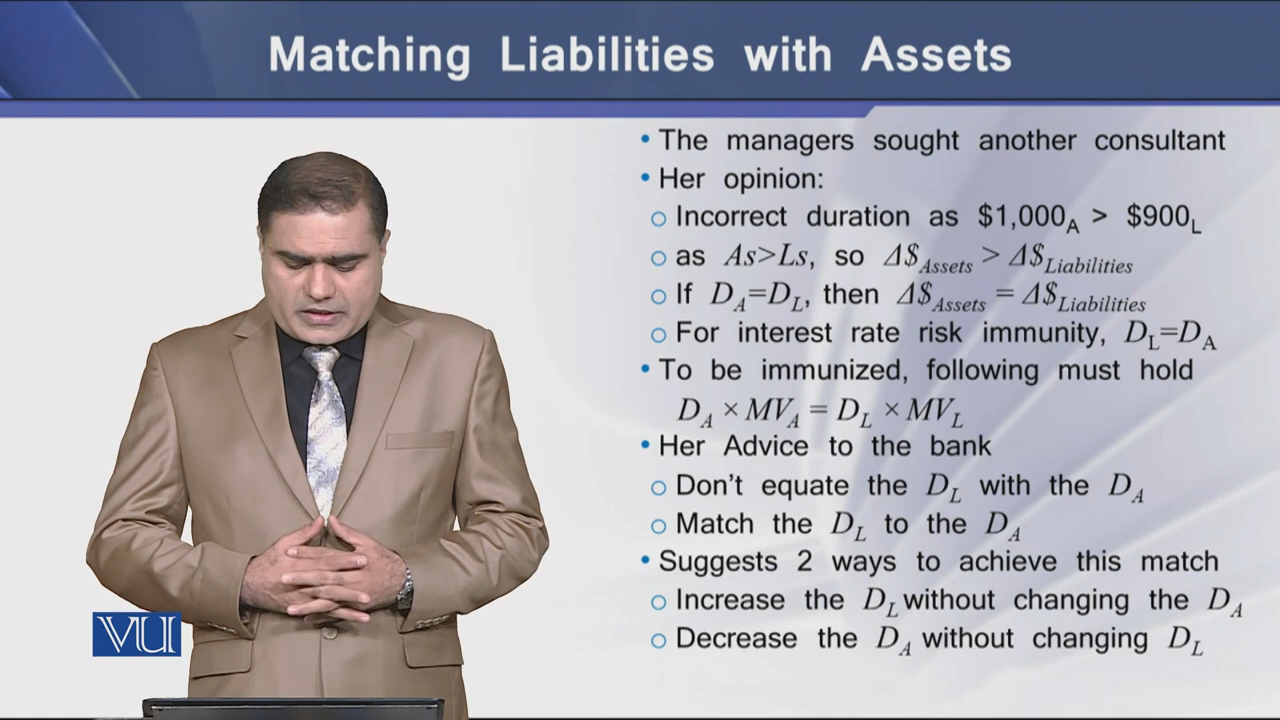 Matching Liabilities with Assets
• The managers sought another consultant
• Her opinion:
o Incorrect duration as $1,000A > $900L
o as As>Ls, so Δ$Assets > Δ$Liabilities
o If DA=DL, then Δ$Assets = Δ$Liabilities
o For interest rate risk immunity, DL=DA
• To be immunized, following must hold
DA × MVA = DL × MVL
• Her Advice to the bank
o Don't equate the DL with the DA
o Match the DL to the DA
• Suggests 2 ways to achieve this match
o Increase the DL without changing the DA
o Decrease the DA without changing DL
VU